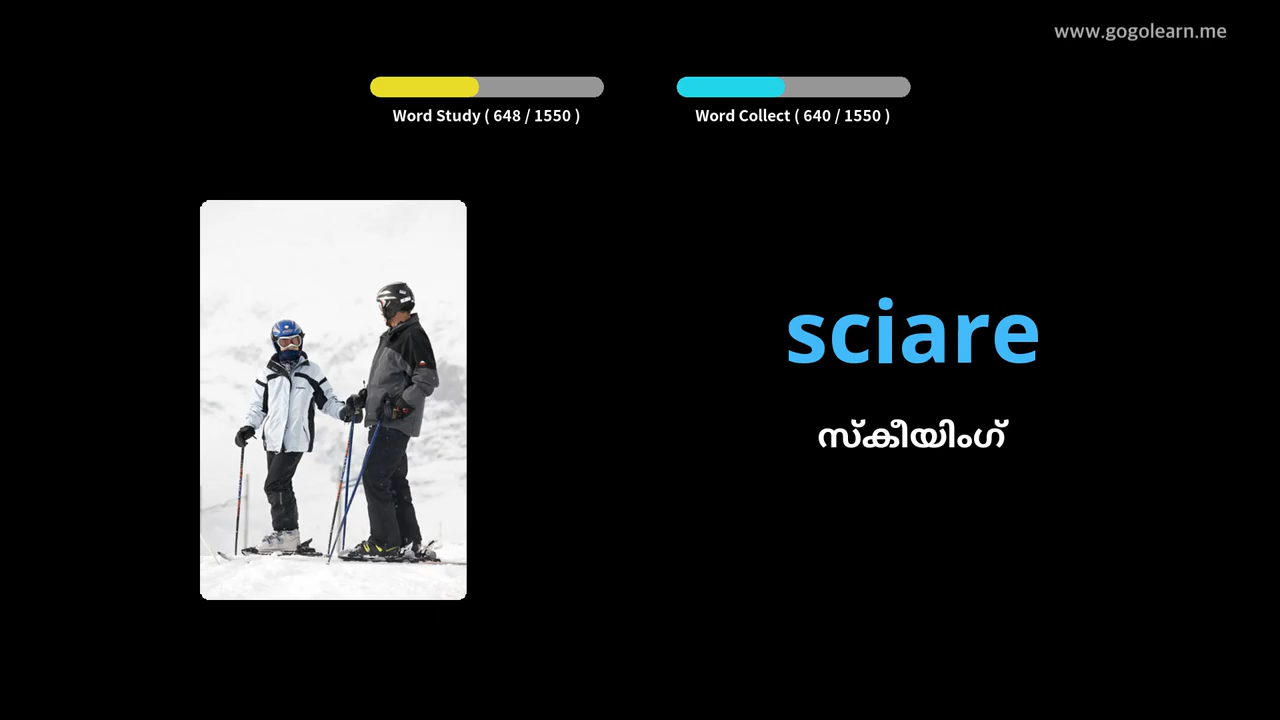 www.gogolearn.me
Word Study ( 648 / 1550 )
Word Collect ( 640 / 1550 )
sciare
സ്കീയിംഗ്